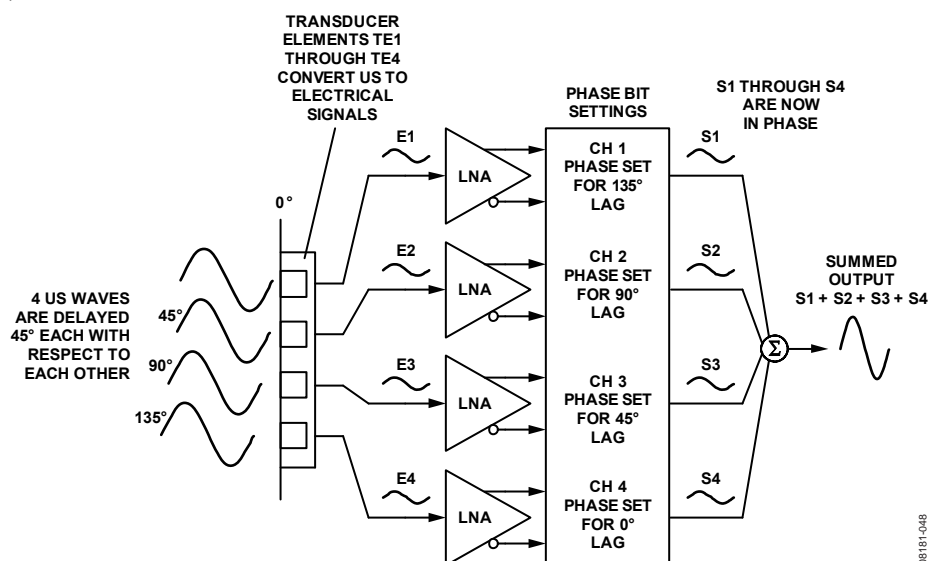 TRANSDUCER
ELEMENTS TE1
THROUGH TE4
CONVERT US TO
ELECTRICAL
SIGNALS
PHASE BIT
SETTINGS
S1 THROUGH S4
ARE NOW
IN PHASE
0°
4 US WAVES
ARE DELAYED
45° EACH WITH
RESPECT TO
EACH OTHER
45°
90°
135°
E1
LNA
CH 1
PHASE SET
FOR 135°
LAG
S1
E2
LNA
CH 2
PHASE SET
FOR 90°
LAG
S2
E3
LNA
CH 3
PHASE SET
FOR 45°
LAG
S3
E4
LNA
CH 4
PHASE SET
FOR 0°
LAG
S4
Σ
SUMMED
OUTPUT
S1 + S2 + S3 + S4
08181-048